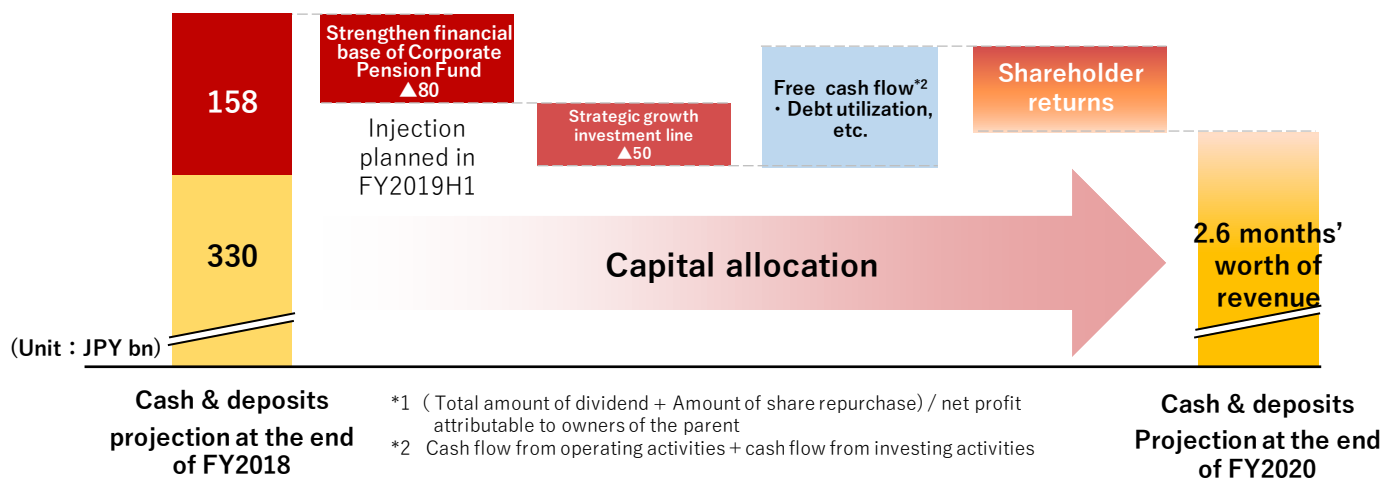 158
330
(Unit：JPY bn)
Strengthen financial
base of Corporate
Pension Fund
▲80
Injection
planned in
FY2019H1
Strategic growth
investment line
▲50
Free cash flow*2
・Debt utilization,
etc.
Shareholder
returns
Capital allocation
2.6 months’
worth of
revenue
Cash & deposits
projection at the end
of FY2018
*1 ( Total amount of dividend + Amount of share repurchase) / net profit
attributable to owners of the parent
*2 Cash flow from operating activities + cash flow from investing activities
Cash & deposits
Projection at the end
of FY2020